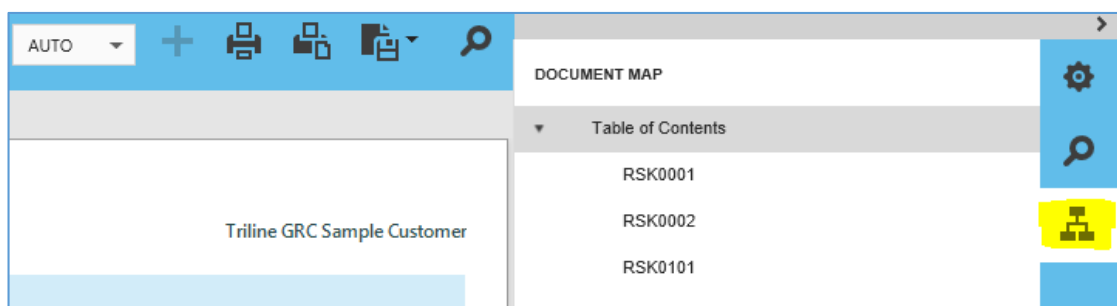 AUTO
DOCUMENT MAP
Table of Contents
RSK0001
RSK0002
RSK0101
Triline GRC Sample Customer